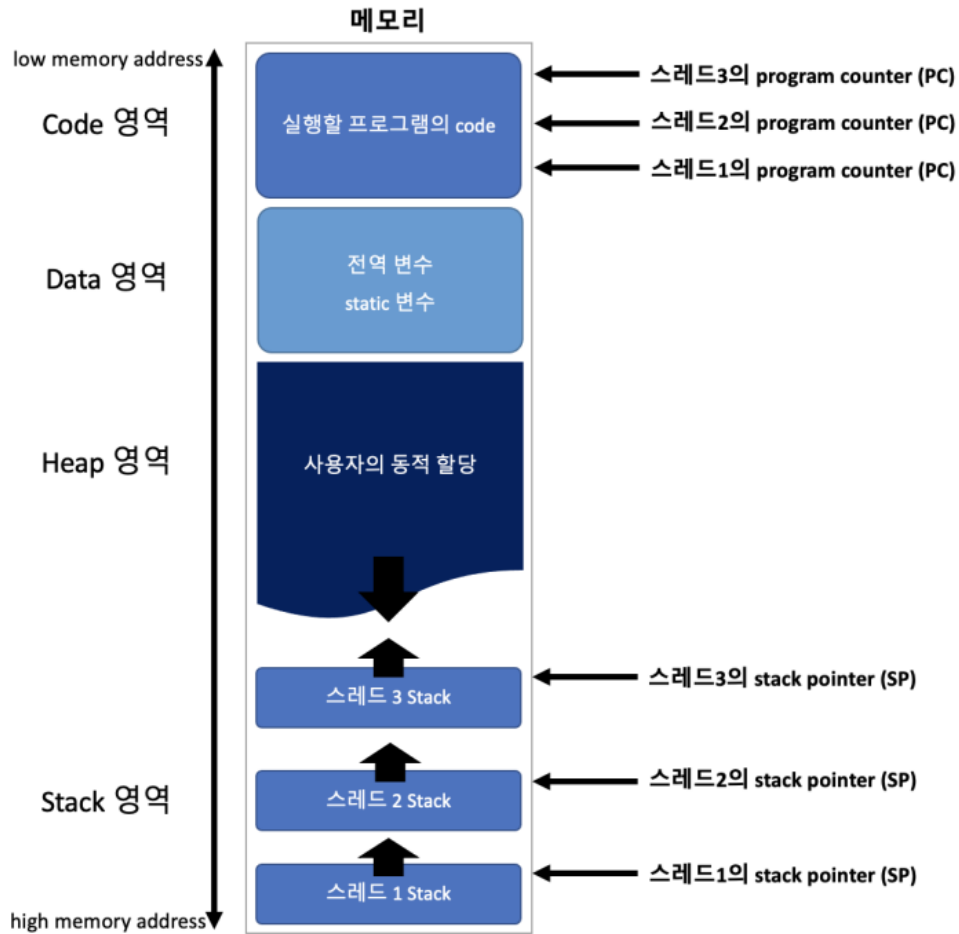 메모리
low memory address
Code 영역
실행할 프로그램의 code
스레드3의 program counter (PC)
스레드2의 program counter (PC)
스레드1의 program counter (PC)
Data 영역
전역 변수
static 변수
Heap 영역
사용자의 동적 할당
스레드 3 Stack
스레드3의 stack pointer (SP)
Stack 영역
스레드 2 Stack
스레드2의 stack pointer (SP)
스레드 1 Stack
스레드1의 stack pointer (SP)
high memory address